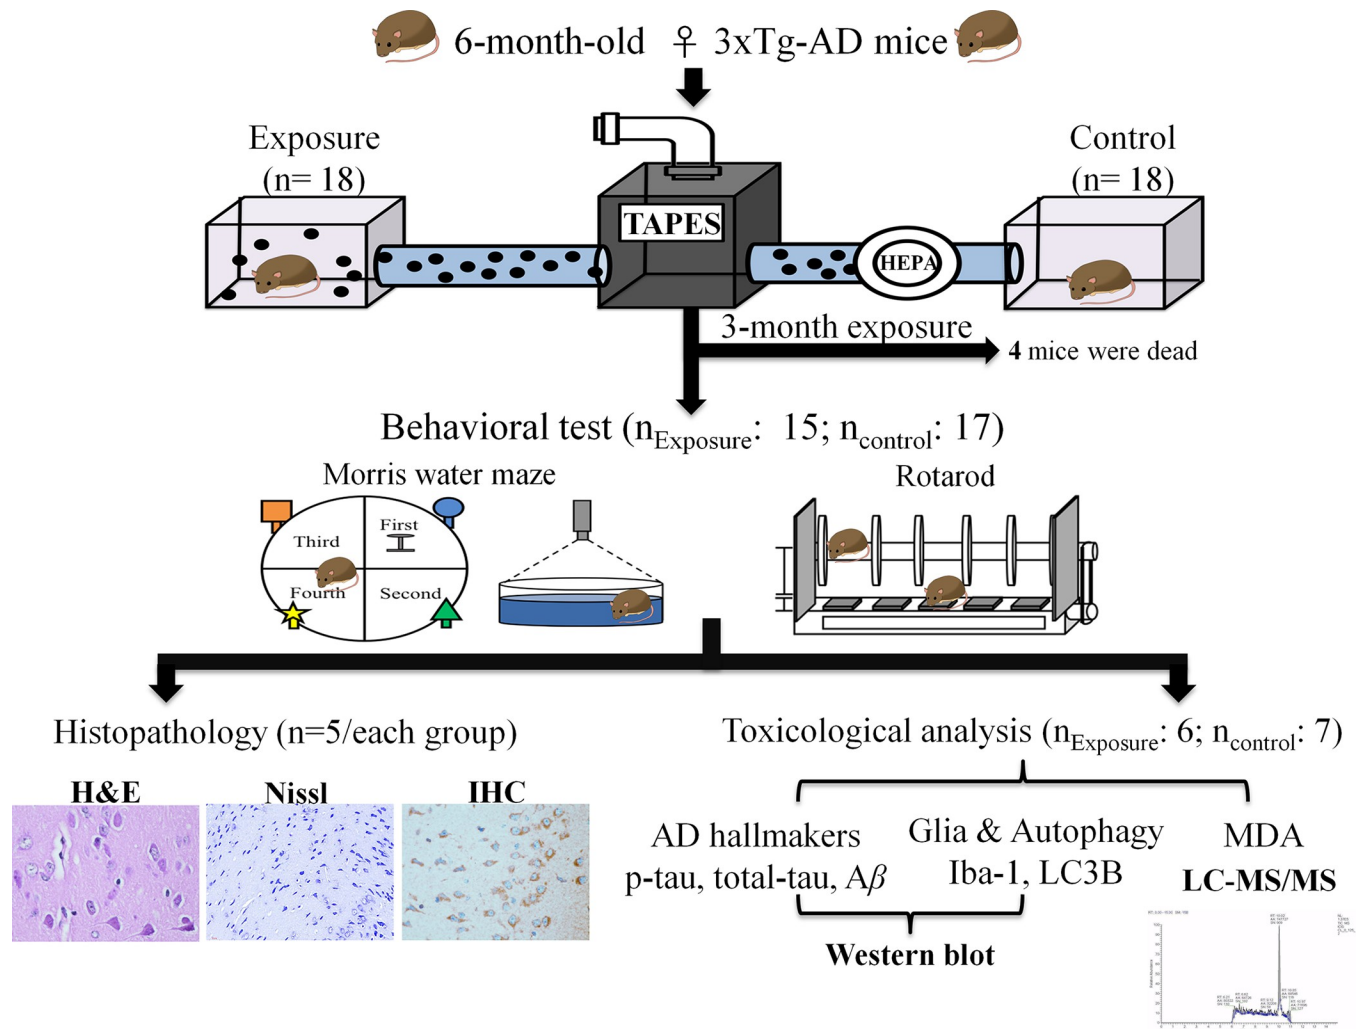 6-month-old ♀ 3xTg-AD mice
Exposure
(n= 18)
Control
(n= 18)
TAPES
HEPA
3-month exposure
4 mice were dead
Behavioral test (nExposure: 15; ncontrol: 17)
Morris water maze
Rotarod
First
Third
Fourth
Second
Histopathology (n=5/each group)
Toxicological analysis (nExposure: 6; ncontrol: 7)
H&E
Nissl
IHC
AD hallmakers
p-tau, total-tau, Aβ
Glia & Autophagy
Iba-1, LC3B
MDA
LC-MS/MS
Western blot